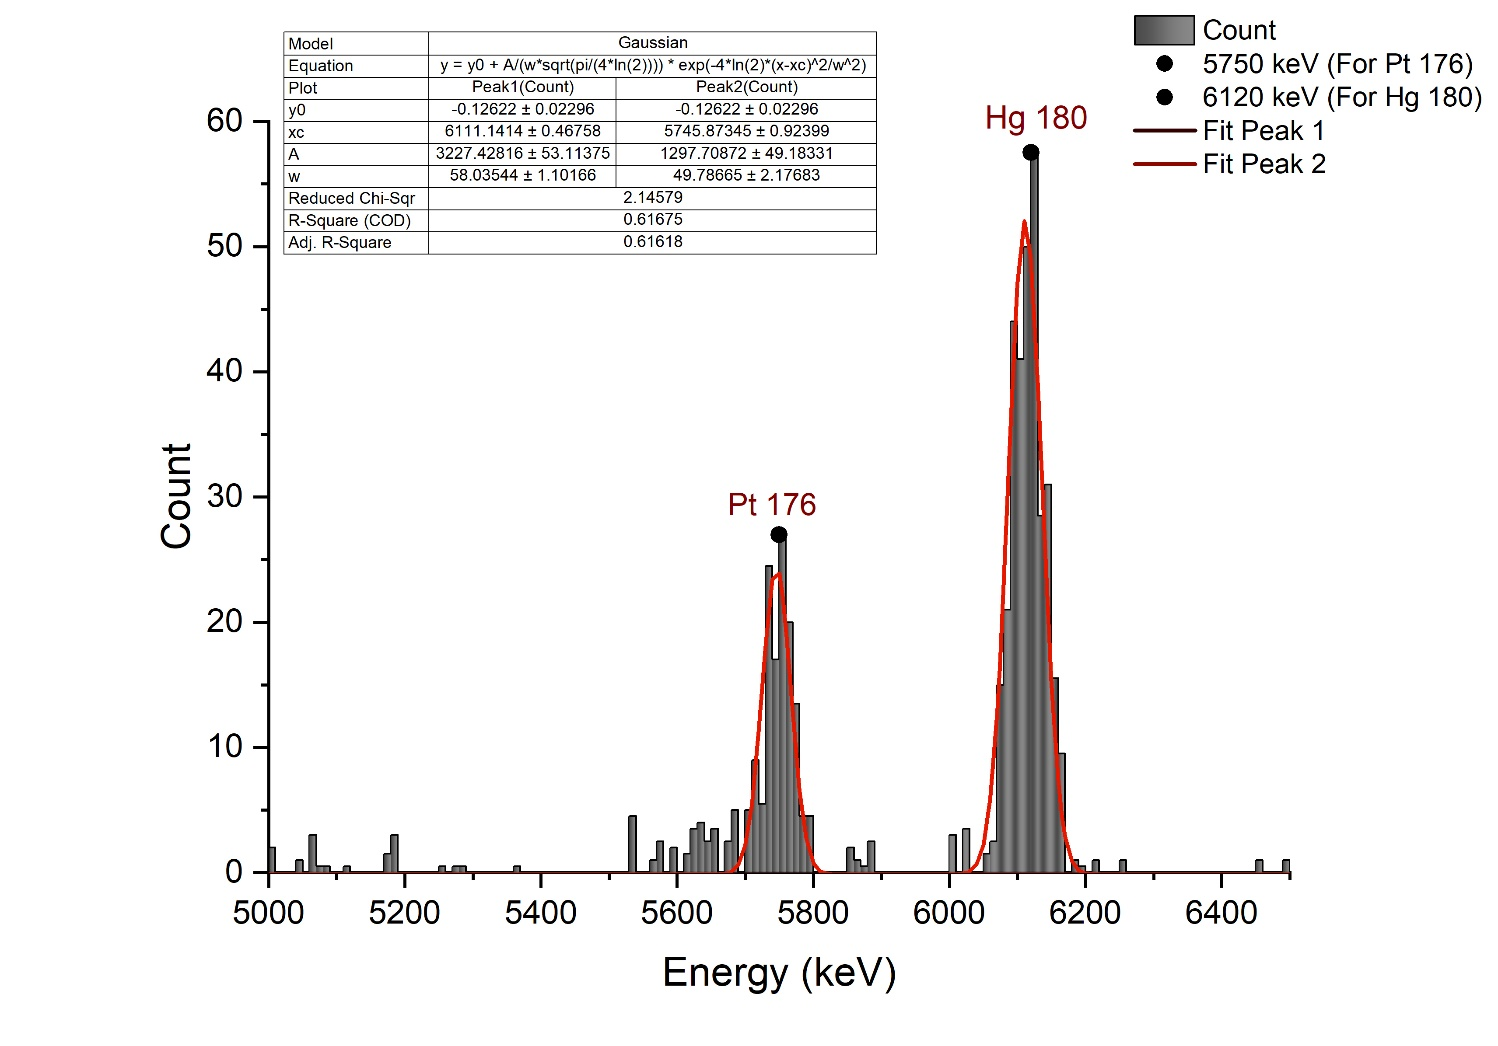 Model Gaussian
Equation y = y0 + A/(w*sqrt(pi/(4*ln(2)))) * exp(-4*ln(2)*(x-xc)^2/w^2)
Plot Peak1(Count) Peak2(Count)
y0 -0.12622 ± 0.02296 -0.12622 ± 0.02296
xc 6111.1414 ± 0.46758 5745.87345 ± 0.92399
A 3227.42816 ± 53.11375 1297.70872 ± 49.18331
w 58.03544 ± 1.10166 49.78665 ± 2.17683
Reduced Chi-Sqr 2.14579
R-Square (COD) 0.61675
Adj. R-Square 0.61618
Count
5750 keV (For Pt 176)
6120 keV (For Hg 180)
Fit Peak 1
Fit Peak 2
Hg 180
Pt 176
60
50
40
30
20
10
0
Count
5000 5200 5400 5600 5800 6000 6200 6400
Energy (keV)